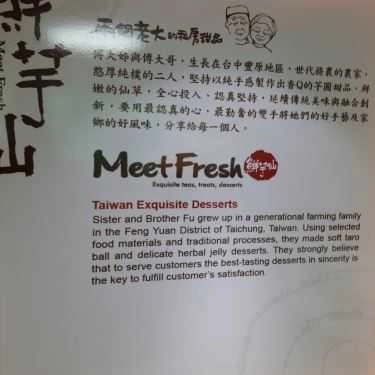 鮮芋仙
Meet Fresh
兩個老大的私房甜品
傅大姊與傅大哥，生長在台中豐原地區，世代務農的農家，
憨厚純樸的二人，堅持以純手感製作出香Q的芋圓甜品、鮮
嫩的仙草，全心投入、認真堅持，延續傳統美味與融合創
新，要用最認真的心，最勤奮的雙手將她們的好手藝及家
鄉的好風味，分享給每一個人。
MeetFresh 鮮芋仙
Exquisite teas, treats, desserts
Taiwan Exquisite Desserts
Sister and Brother Fu grew up in a generational farming family
in the Feng Yuan District of Taichung, Taiwan. Using selected
food materials and traditional processes, they made soft taro
ball and delicate herbal jelly desserts. They strongly believe
that to serve customers the best-tasting desserts in sincerity is
the key to fulfill customer's satisfaction.